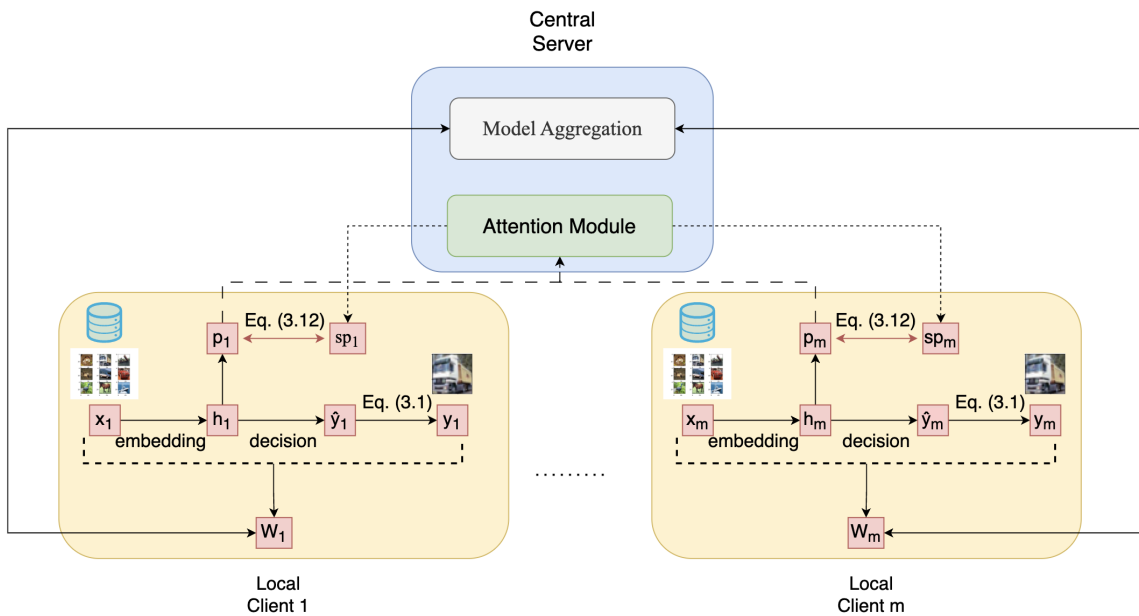 Central
Server
Model Aggregation
Attention Module
p₁
Eq. (3.12)
sp₁
x₁
embedding
h₁
decision
ŷ₁
Eq. (3.1)
y₁
W₁
Local
Client 1
.........
pₘ
Eq. (3.12)
spₘ
xₘ
embedding
hₘ
decision
ŷₘ
Eq. (3.1)
yₘ
Wₘ
Local
Client m